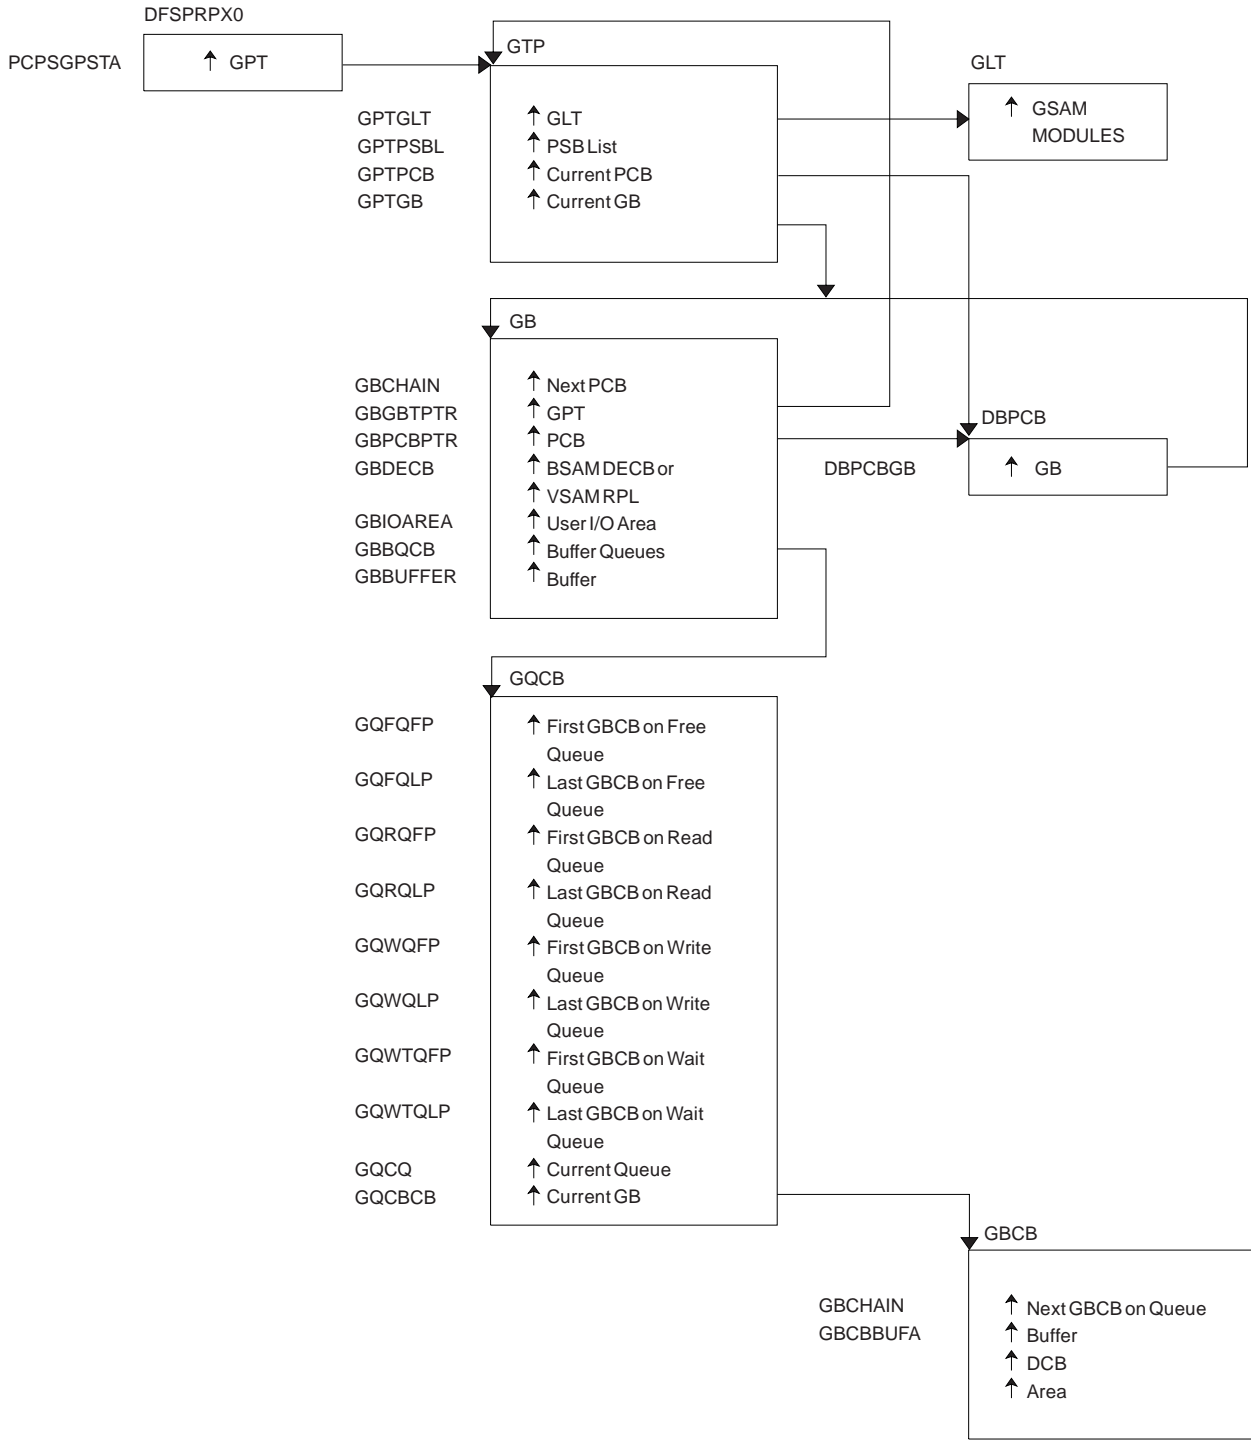 DFSPRPX0
PCPSGPSTA
GPT
GTP
GPTGLT
GLT
GPTPSBL
PSB List
GPTPCB
Current PCB
GPTGB
Current GB
GLT
GSAM
MODULES
GB
GBCHAIN
Next PCB
GBGBTPTR
GPT
GBPCBPTR
PCB
GBDECB
BSAM DECB or
VSAM RPL
GBIOAREA
User I/O Area
GBBQCB
Buffer Queues
GBBUFFER
Buffer
DBPCB
DBPCBGB
GB
GQCB
GQFQFP
First GBCB on Free
Queue
GQFQLP
Last GBCB on Free
Queue
GQRQFP
First GBCB on Read
Queue
GQRQLP
Last GBCB on Read
Queue
GQWQFP
First GBCB on Write
Queue
GQWQLP
Last GBCB on Write
Queue
GQWTQFP
First GBCB on Wait
Queue
GQWTQLP
Last GBCB on Wait
Queue
GQCQ
Current Queue
GQCBCB
Current GB
GBCB
GBCHAIN
Next GBCB on Queue
GBCBBUFA
Buffer
DCB
Area